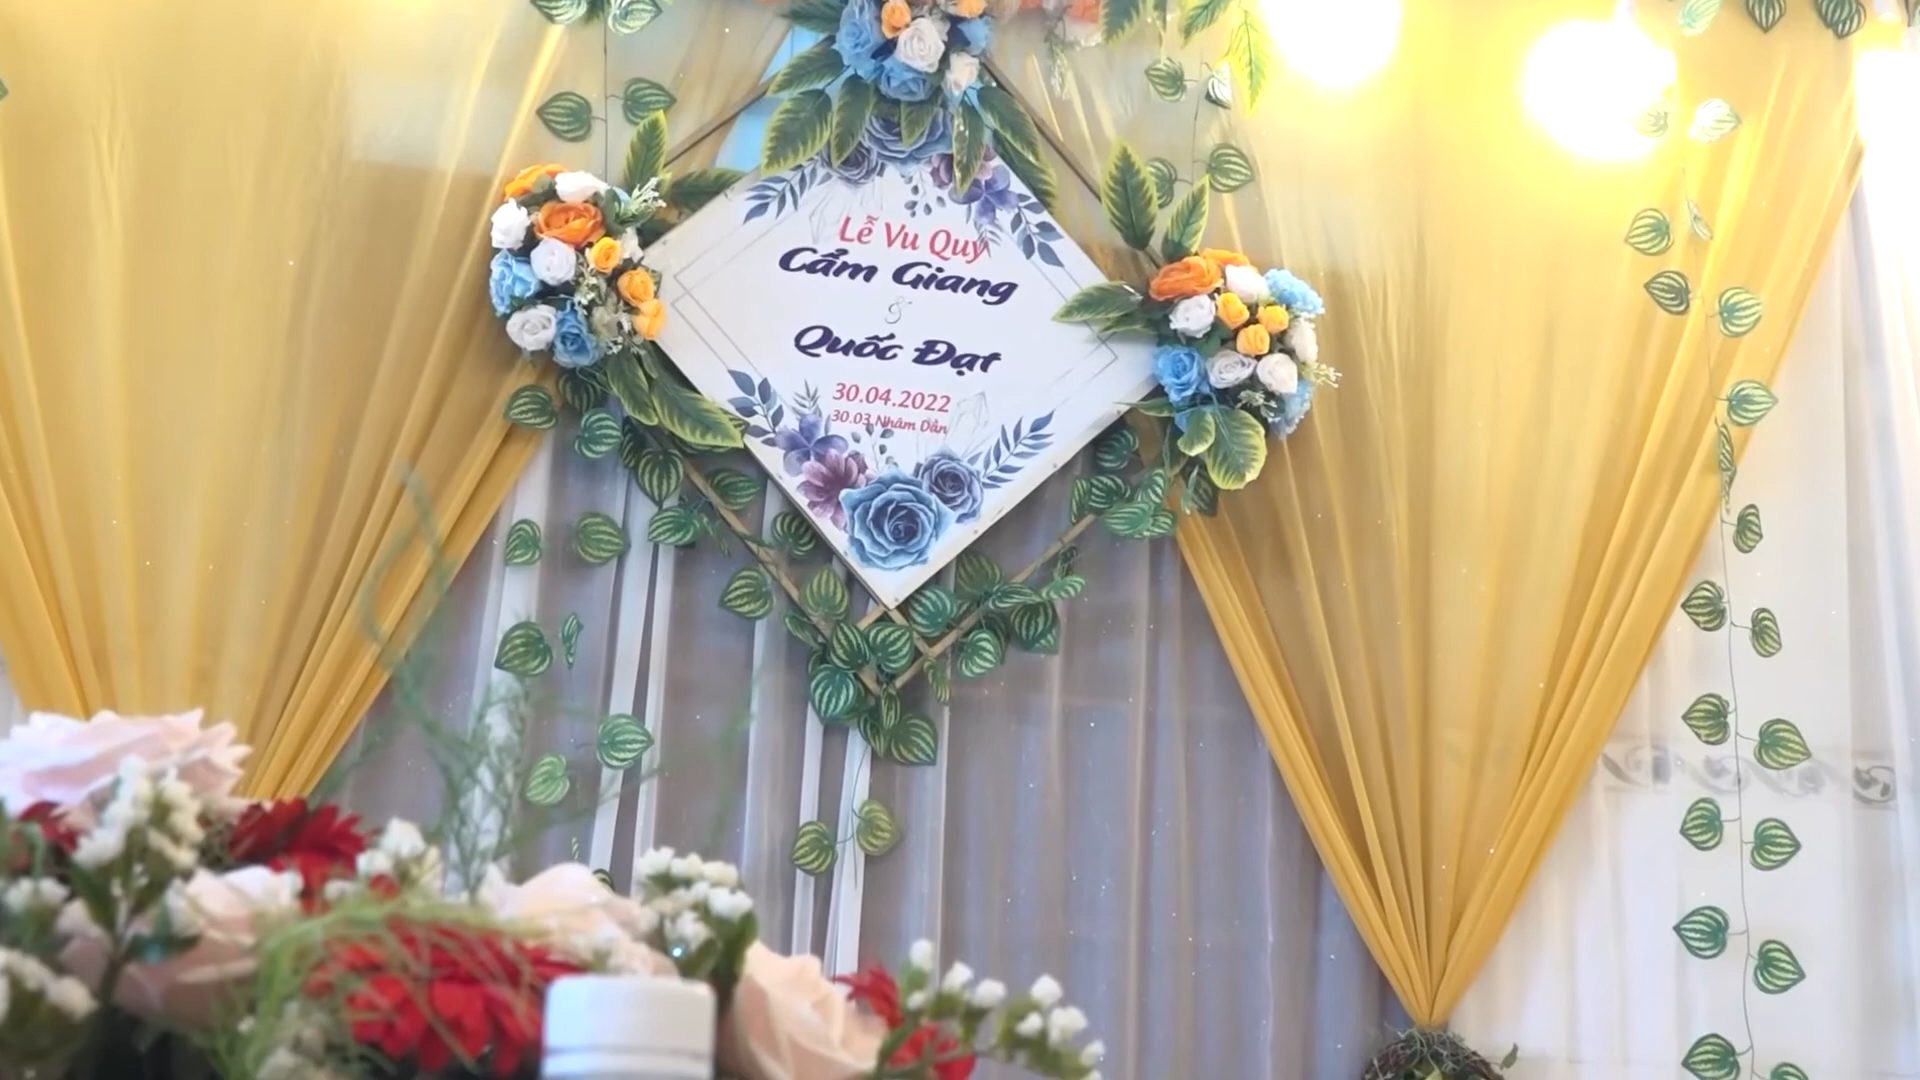 Lễ Vu Quy
Cẩm Giang
&
Quốc Đạt
30.04.2022
30.03 Nhâm Dần